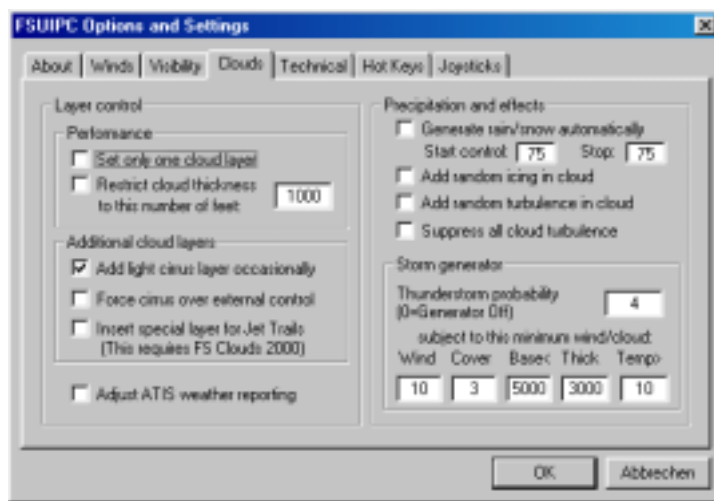 FSUIPC Options and Settings
About Winds Visibility Clouds Technical Hot Keys Joysticks
Layer control
Performance
Set only one cloud layer
Restrict cloud thickness
to this number of feet: 1000
Additional cloud layers
Add light cirrus layer occasionally
Force cirrus over external control
Insert special layer for Jet Trails
(This requires FS Clouds 2000)
Adjust ATIS weather reporting
Precipitation and effects
Generate rain/snow automatically
Start control: 75 Stop: 75
Add random icing in cloud
Add random turbulence in cloud
Suppress all cloud turbulence
Storm generator
Thunderstorm probability
(0=Generator Off) 4
subject to this minimum wind/cloud:
Wind Cover Base< Thick Temp>
10 3 5000 3000 10
OK Abbrechen